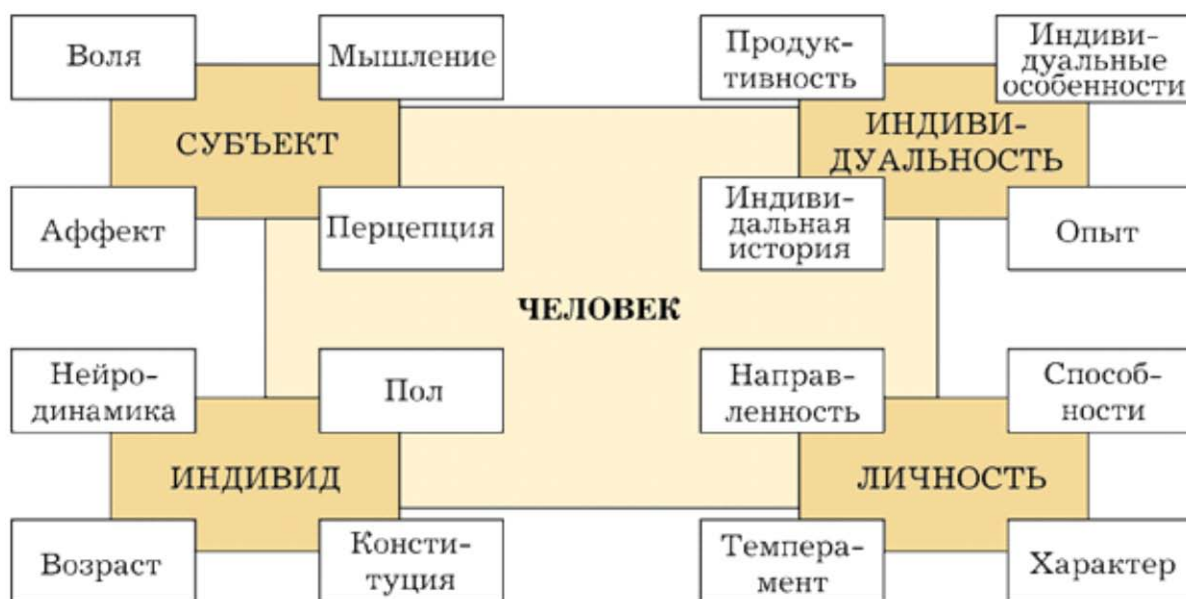 Воля
Мышление
СУБЪЕКТ
Аффект
Перцепция
Продук-
тивность
Индиви-
дуальные
особенности
ИНДИВИ-
ДУАЛЬНОСТЬ
Индиви-
дальная
история
Опыт
ЧЕЛОВЕК
Нейро-
динамика
Пол
ИНДИВИД
Возраст
Консти-
туция
Направ-
ленность
Способ-
ности
ЛИЧНОСТЬ
Темпера-
мент
Характер